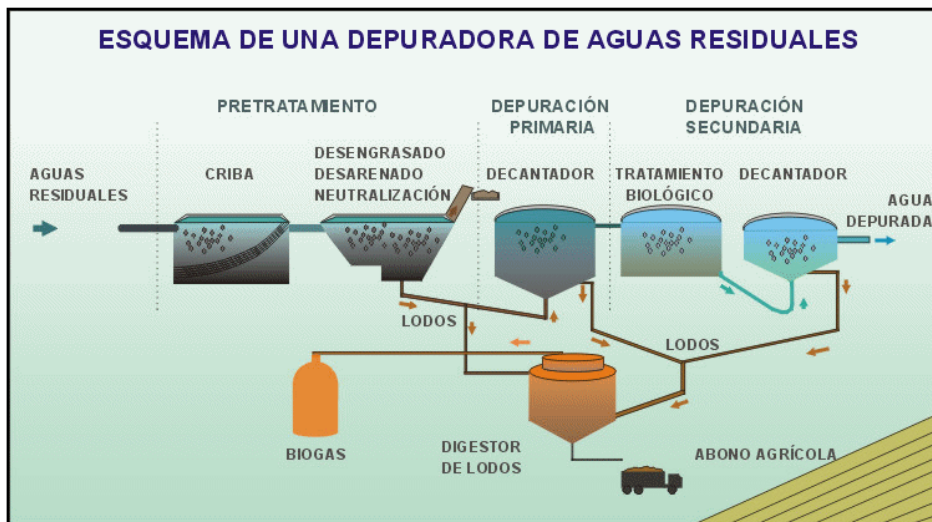 ESQUEMA DE UNA DEPURADORA DE AGUAS RESIDUALES
PRETRATAMIENTO
DEPURACIÓN
PRIMARIA
DEPURACIÓN
SECUNDARIA
AGUAS
RESIDUALES
CRIBA
DESENGRASADO
DESARENADO
NEUTRALIZACIÓN
DECANTADOR
TRATAMIENTO
BIOLÓGICO
DECANTADOR
AGUA
DEPURADA
LODOS
LODOS
BIOGAS
DIGESTOR
DE LODOS
ABONO AGRÍCOLA